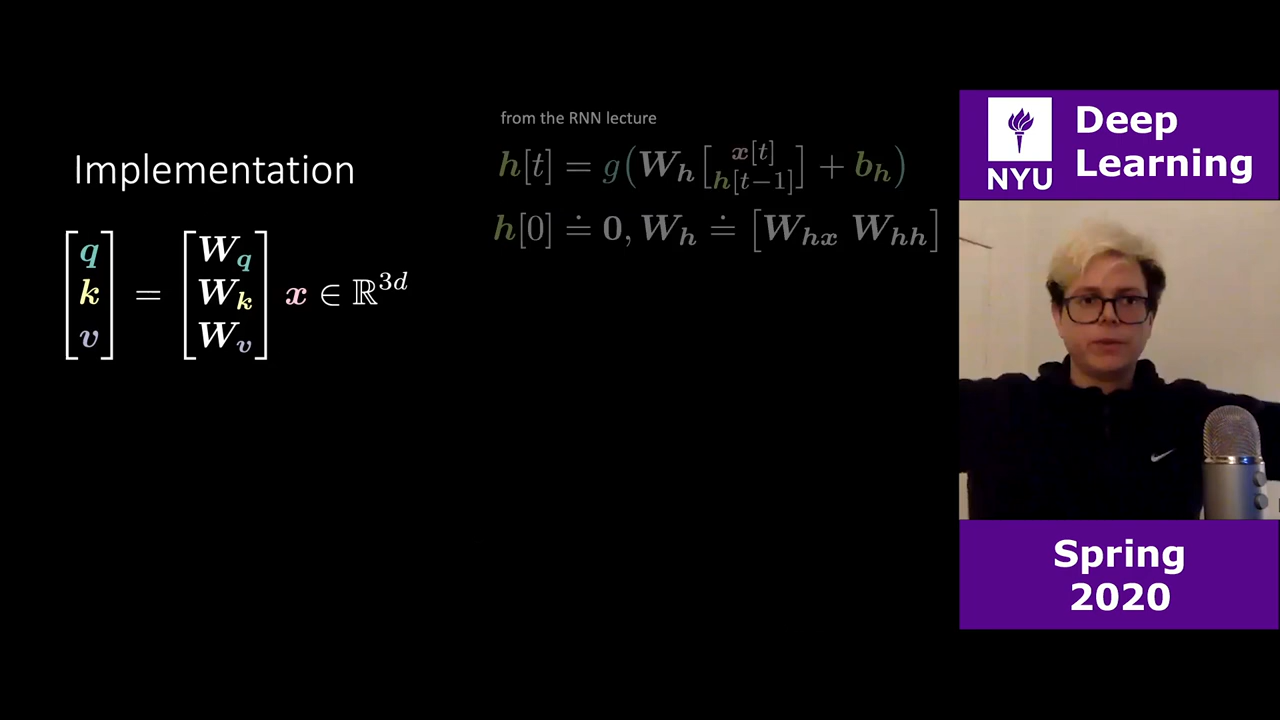 from the RNN lecture
Implementation
h[t] = g(W_h [x[t] h[t−1]] + b_h)
h[0] ≐ 0, W_h ≐ [W_hx W_hh]
[q k v] = [W_q W_k W_v] x ∈ ℝ^3d
NYU
Deep
Learning
Spring
2020